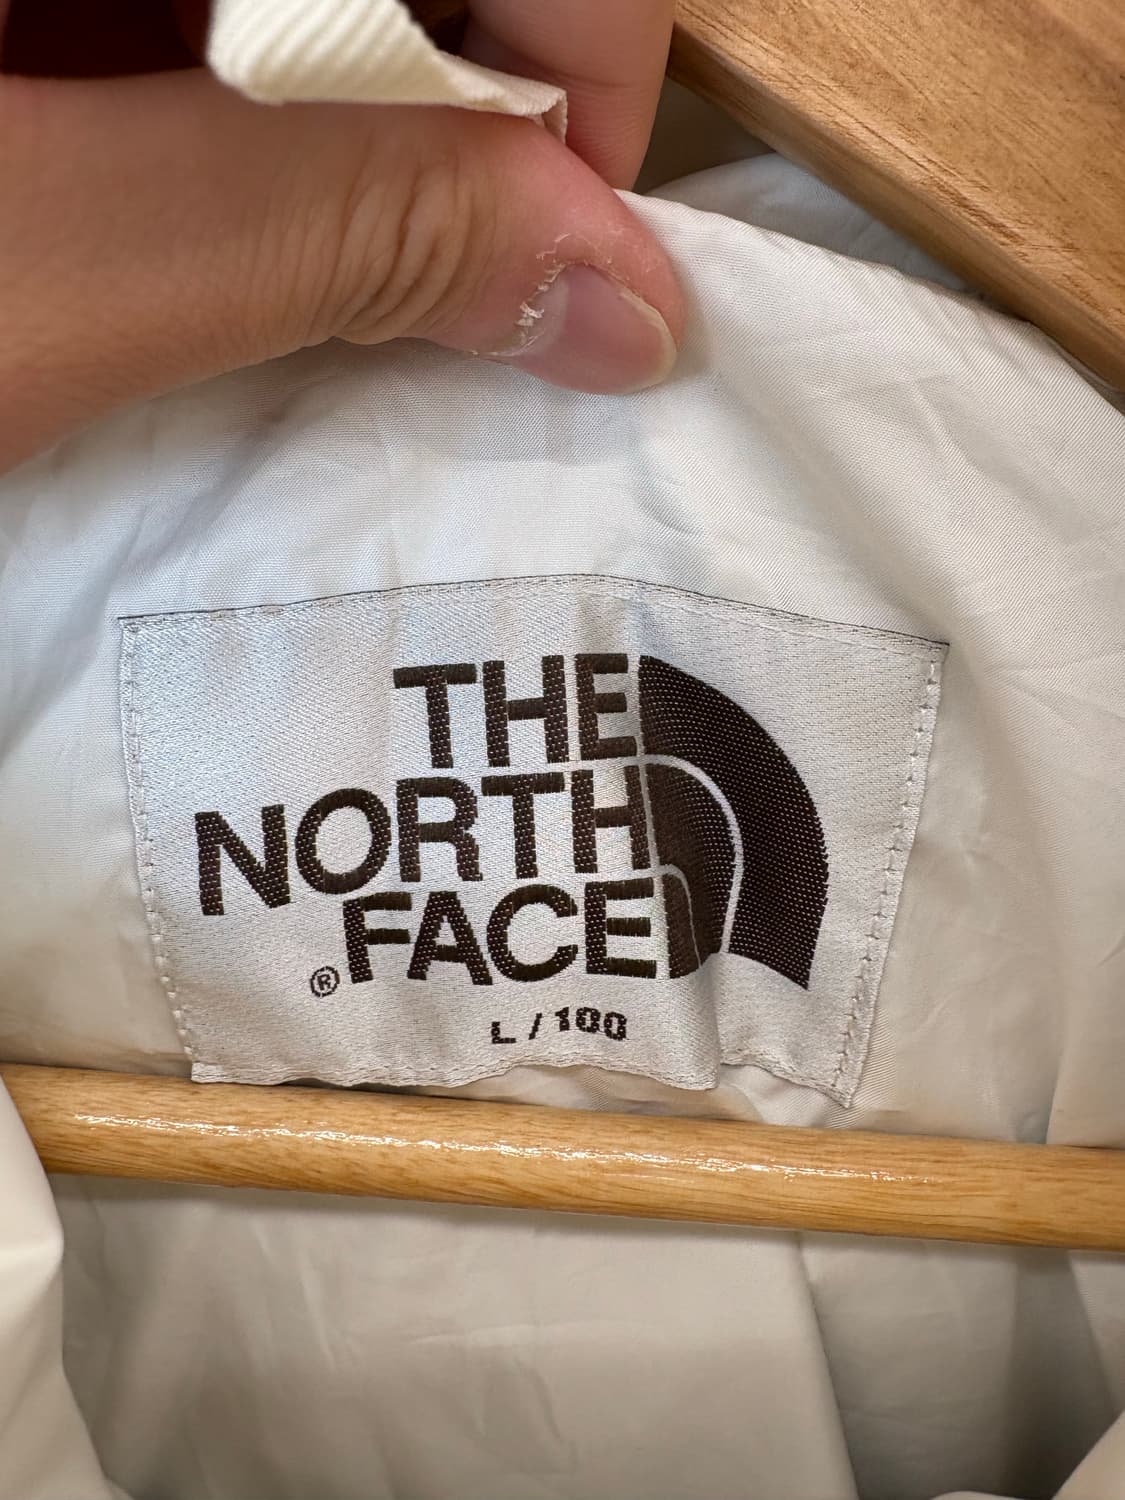 THE
NORTH
FACE
®
L / 100